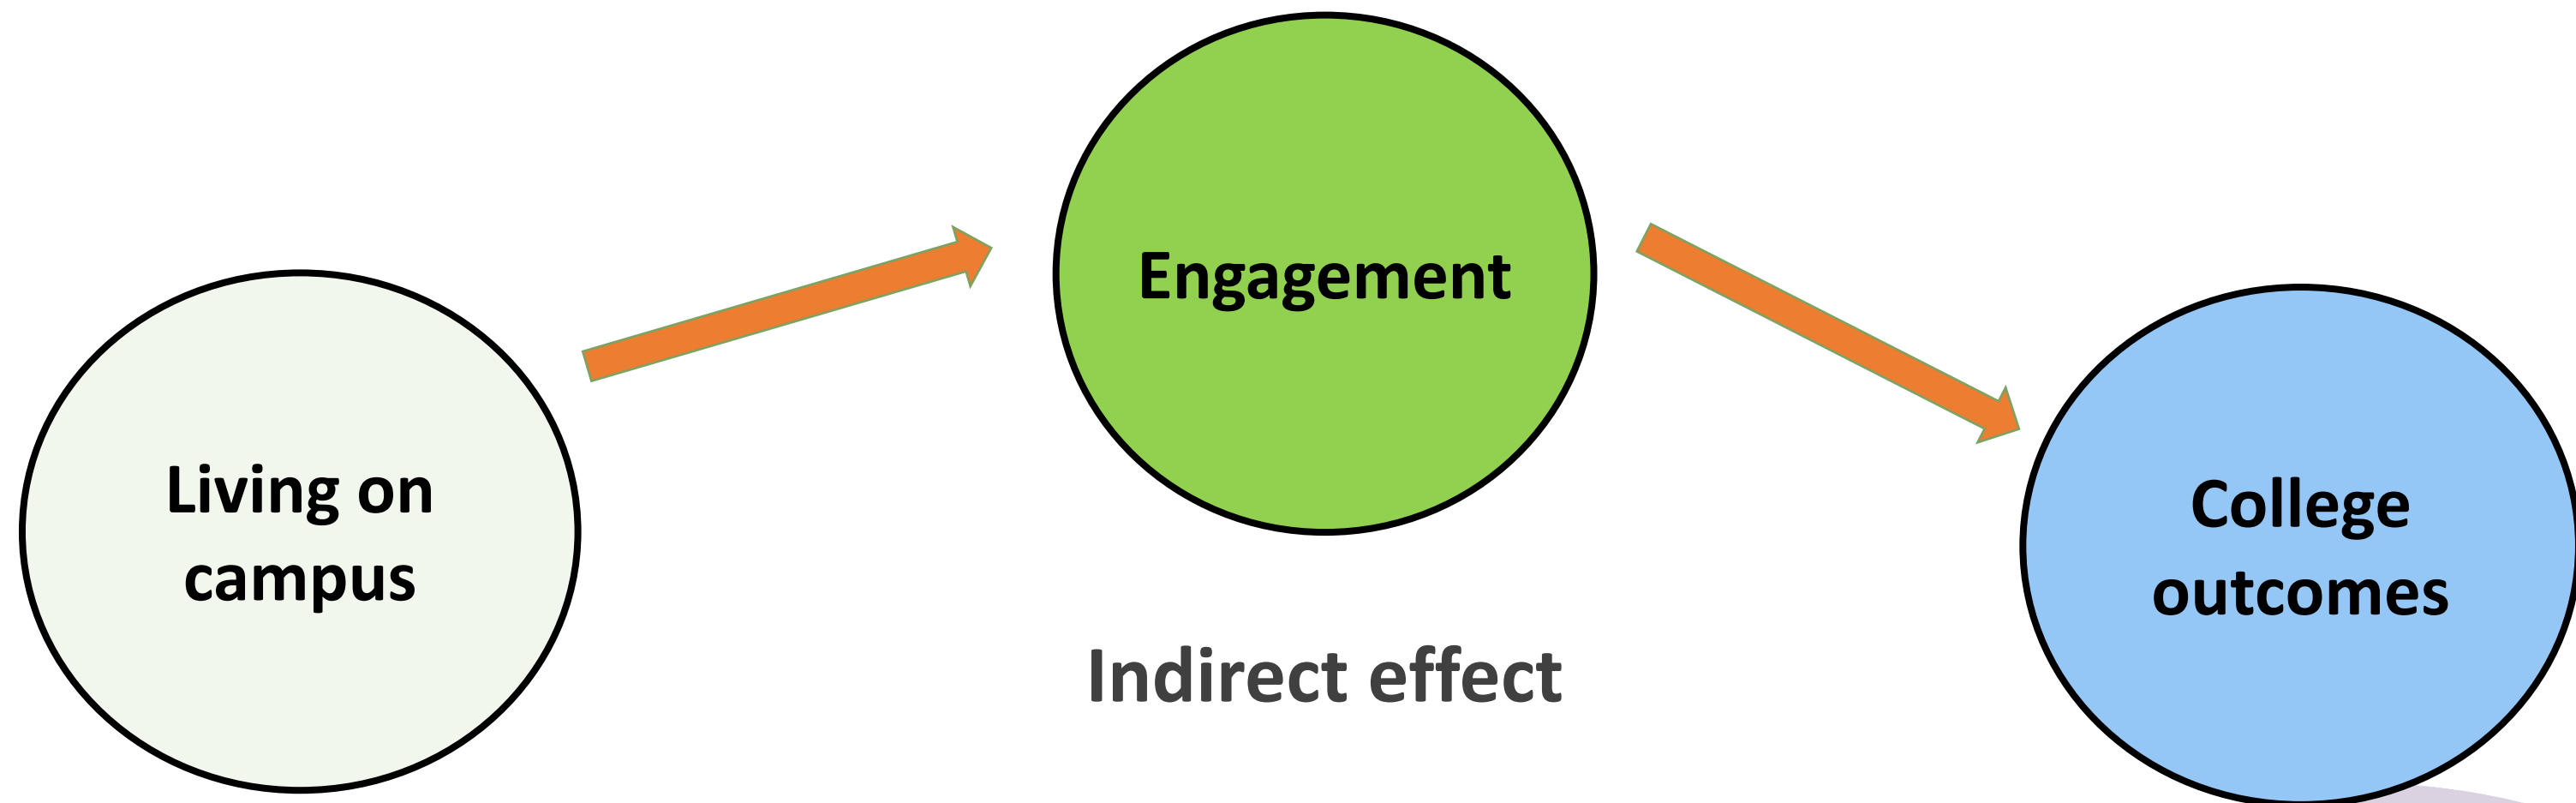 Living on
campus
Engagement
Indirect effect
College
outcomes